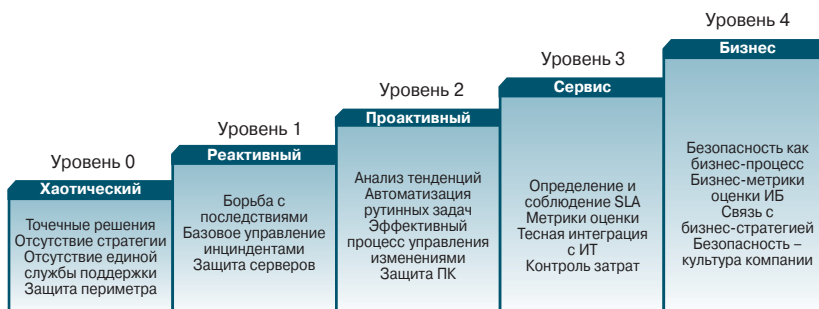 Уровень 0
Хаотический
Точечные решения
Отсутствие стратегии
Отсутствие единой
службы поддержки
Защита периметра
Уровень 1
Реактивный
Борьба с
последствиями
Базовое управление
инциндентами
Защита серверов
Уровень 2
Проактивный
Анализ тенденций
Автоматизация
рутинных задач
Эффективный
процесс управления
изменениями
Защита ПК
Уровень 3
Сервис
Определение и
соблюдение SLA
Метрики оценки
Тесная интеграция
с ИТ
Контроль затрат
Уровень 4
Бизнес
Безопасность как
бизнес-процесс
Бизнес-метрики
оценки ИБ
Связь с
бизнес-стратегией
Безопасность –
культура компании